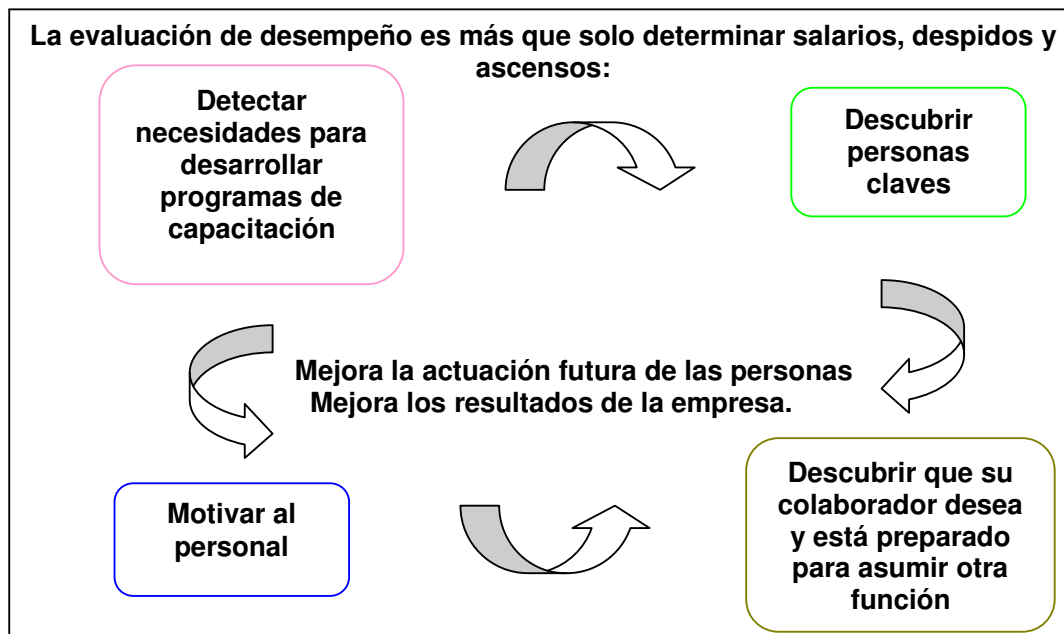 La evaluación de desempeño es más que solo determinar salarios, despidos y
ascensos:
Detectar
necesidades para
desarrollar
programas de
capacitación
Descubrir
personas
claves
Mejora la actuación futura de las personas
Mejora los resultados de la empresa.
Motivar al
personal
Descubrir que su
colaborador desea
y está preparado
para asumir otra
función